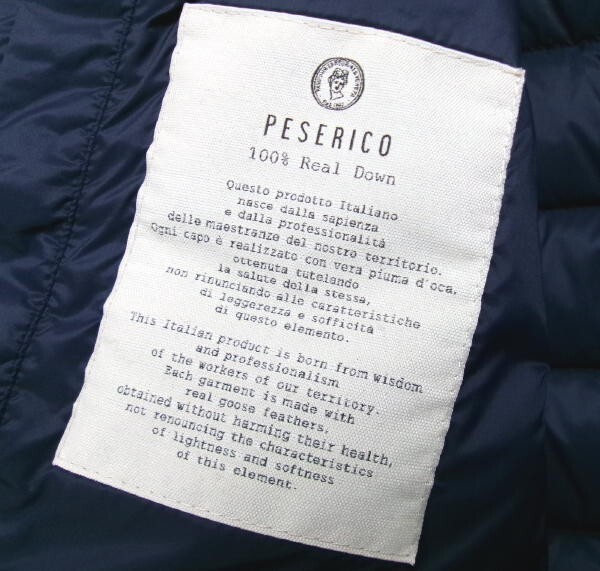 PESERICO
100% Real Down
Questo prodotto Italiano
nasce dalla sapienza
e dalla professionalità
delle maestranze del nostro territorio.
Ogni capo è realizzato con vera piuma d'oca,
ottenuta tutelando
la salute della stessa,
non rinunciando alle caratteristiche
di leggerezza e sofficità
di questo elemento.
This Italian product is born from wisdom
and professionalism
of the workers of our territory.
Each garment is made with
real goose feathers,
obtained without harming their health,
not renouncing the characteristics
of lightness and softness
of this element.